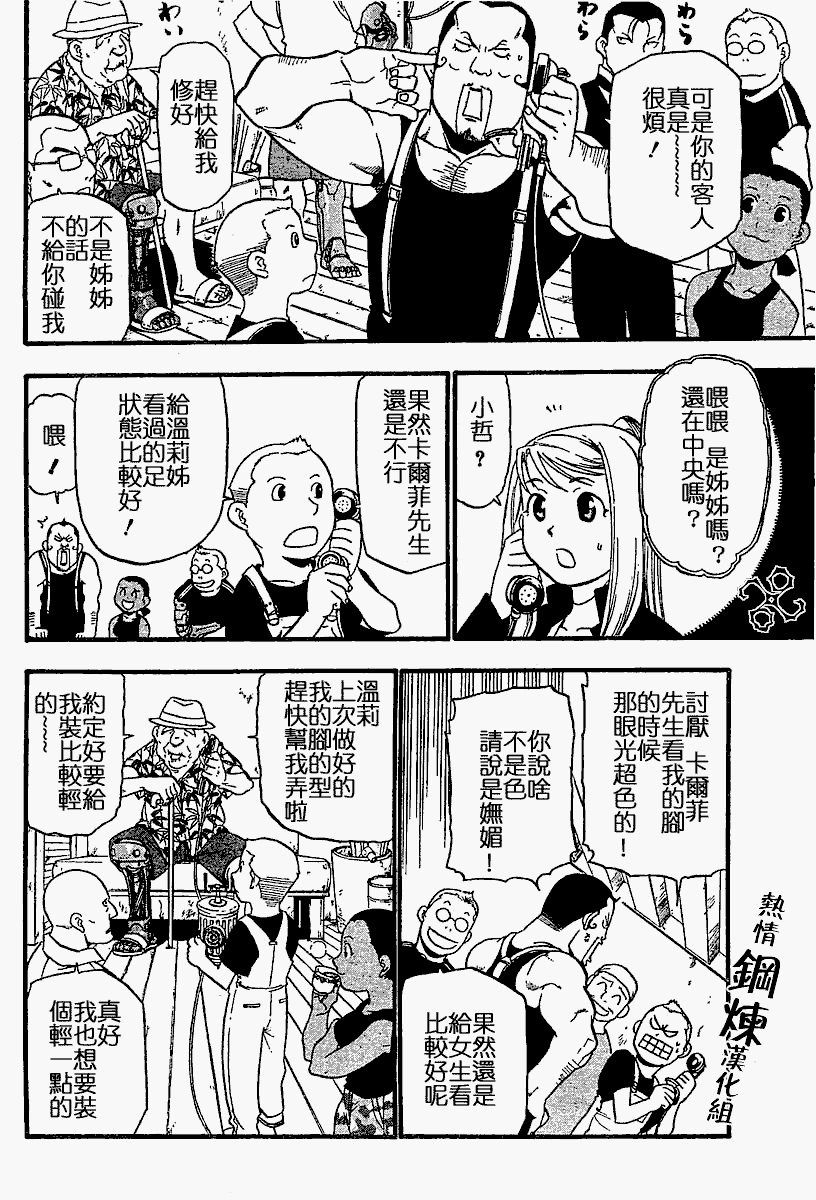 わら
わら
わい
可是你的客人
真是~~~~
很煩！
趕快給我
修好
不是姊姊
的話
不給你碰我
喂喂 是姊姊嗎？
還在中央嗎？
小哲？
果然卡爾菲先生
還是不行
給溫莉姊
看過的足
狀態比較好！
喂！
討厭 卡爾菲
先生看我的腳
的時候
那眼光超色的！
你說啥
不是色
請說是嫵媚！
果然還是
給女生看
比較好呢
溫莉
上次做好的
我的腳的型
趕快幫我弄啦
約定好要給
我裝比較輕
的~~~
真好
我也想要裝
個輕一點的
熱情
鋼煉
漢化組